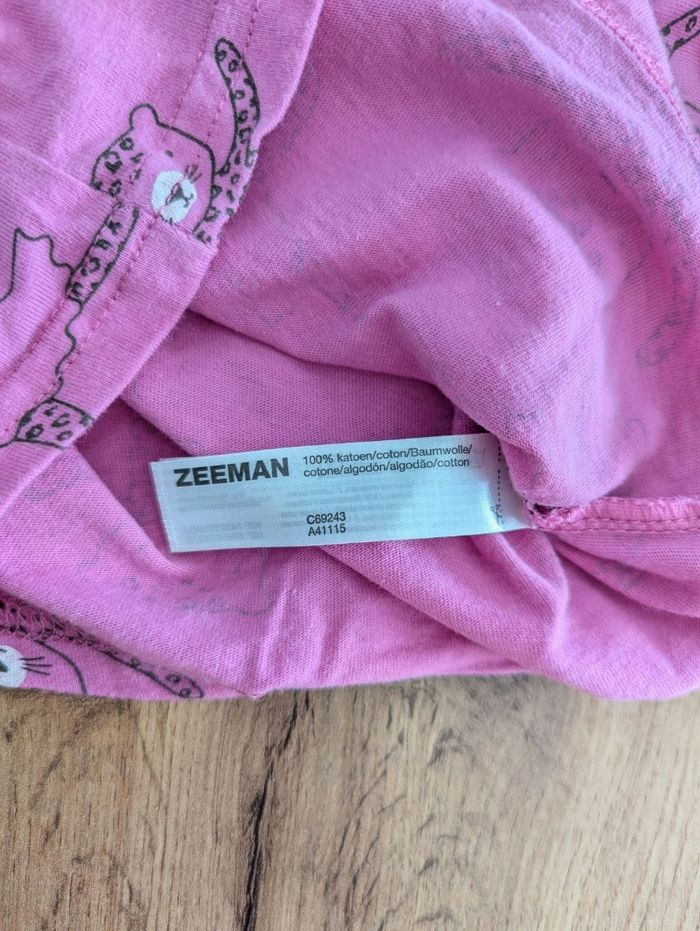 ZEEMAN
100% katoen/coton/Baumwolle/
cotone/algodón/algodão/cotton
C69243
A41115